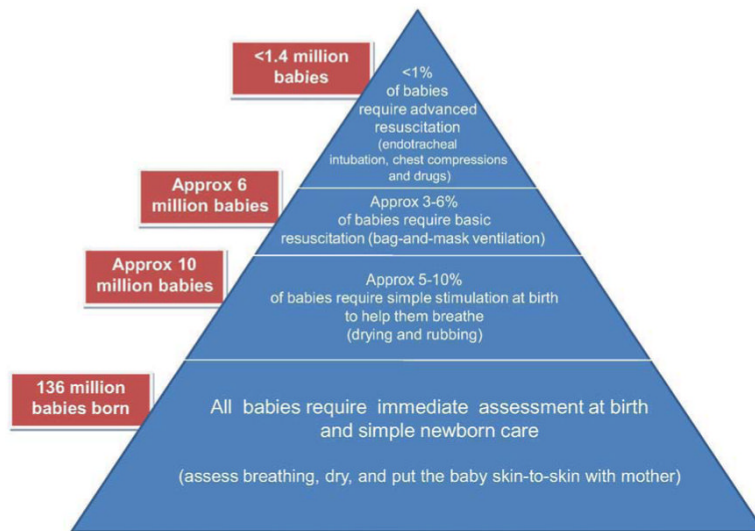 <1.4 million
babies
<1%
of babies
require advanced
resuscitation
(endotracheal
intubation, chest compressions
and drugs)
Approx 6
million babies
Approx 3-6%
of babies require basic
resuscitation (bag-and-mask ventilation)
Approx 10
million babies
Approx 5-10%
of babies require simple stimulation at birth
to help them breathe
(drying and rubbing)
136 million
babies born
All babies require immediate assessment at birth
and simple newborn care
(assess breathing, dry, and put the baby skin-to-skin with mother)